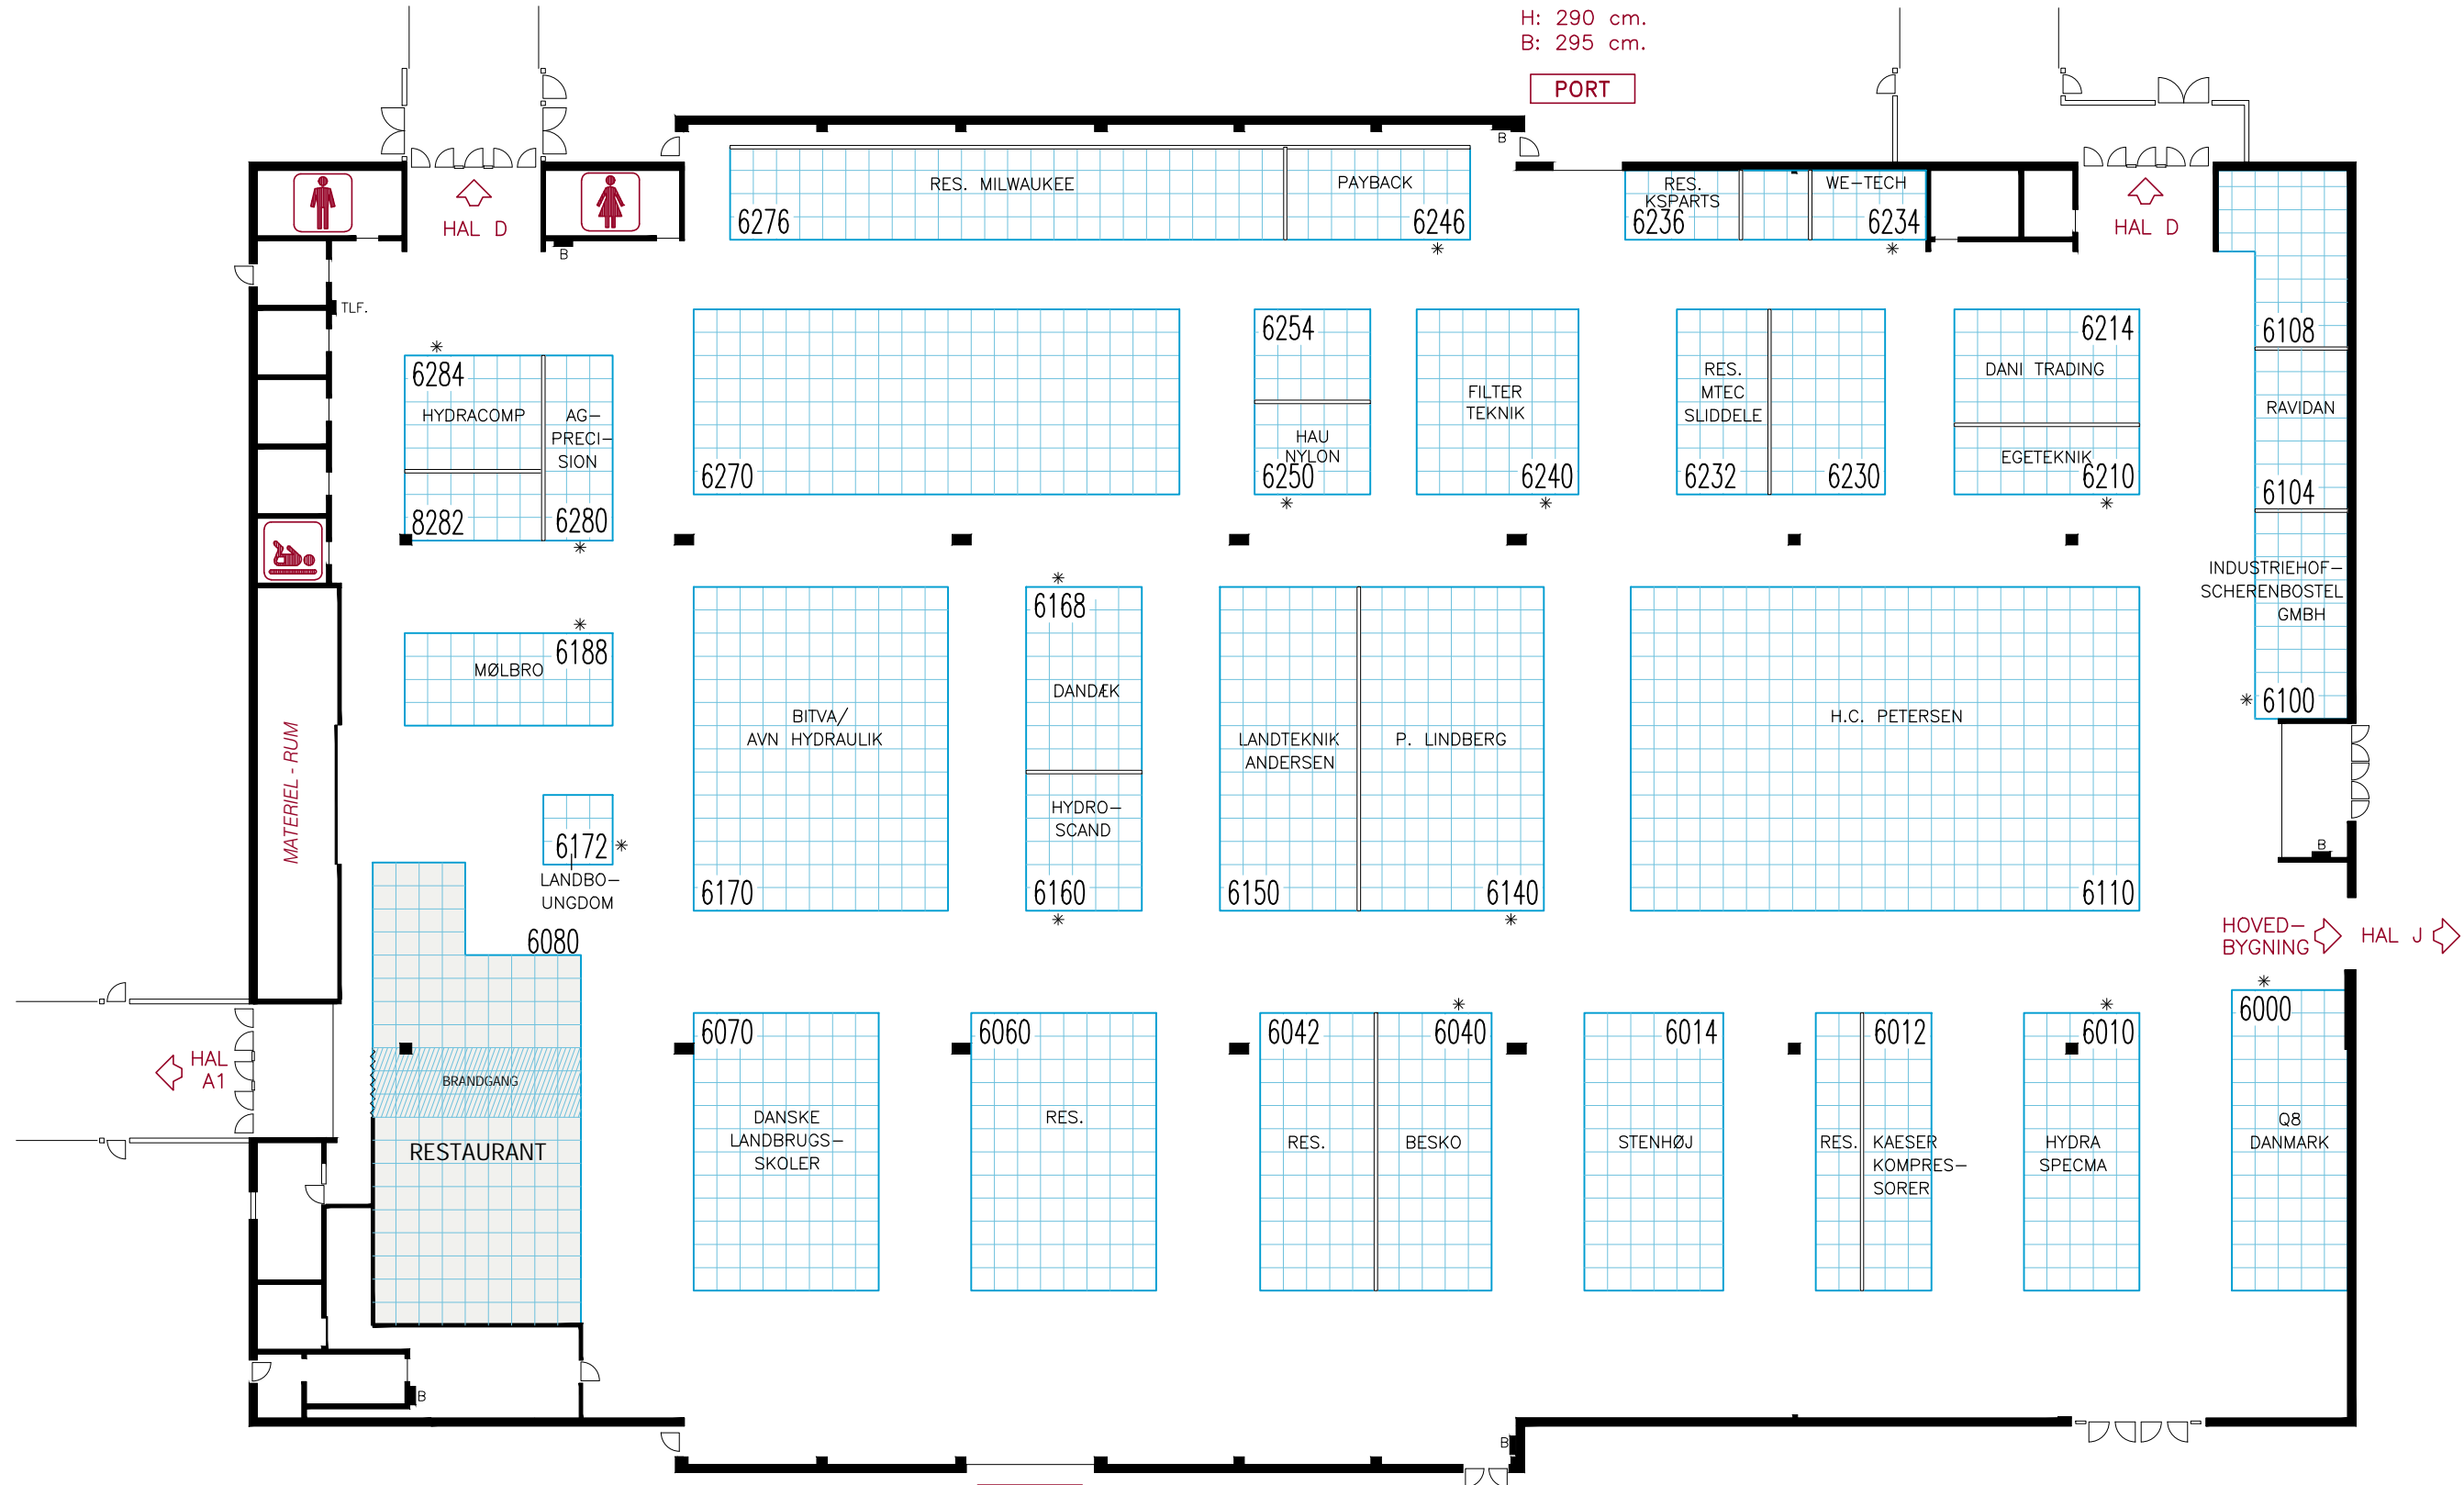 H: 290 cm.
B: 295 cm.
PORT
B
RES. MILWAUKEE
PAYBACK
6276
6246
*
RES.
KSPARTS
6236
WE-TECH
6234
*
HAL D
B
HAL D
TLF.
*
6284
HYDRACOMP
AG-
PRECI-
SION
8282
6280
*
6270
6254
HAU
NYLON
6250
*
FILTER
TEKNIK
6240
*
RES.
MTEC
SLIDDELE
6232
6230
6214
DANI TRADING
EGETEKNIK
6210
*
6108
RAVIDAN
6104
INDUSTRIEHOF-
SCHERENBOSTEL
GMBH
* 6100
MATERIEL - RUM
*
6188
MØLBRO
6172 *
LANDBO-
UNGDOM
BITVA/
AVN HYDRAULIK
6170
*
6168
DANDÆK
HYDRO-
SCAND
6160
*
LANDTEKNIK
ANDERSEN
6150
P. LINDBERG
6140
*
H.C. PETERSEN
6110
B
HOVED-
BYGNING
HAL J
6080
HAL
A1
BRANDGANG
RESTAURANT
6070
DANSKE
LANDBRUGS-
SKOLER
6060
RES.
6042
RES.
*
6040
BESKO
6014
STENHØJ
RES.
6012
KAESER
KOMPRES-
SORER
*
6010
HYDRA
SPECMA
*
6000
Q8
DANMARK
B
B